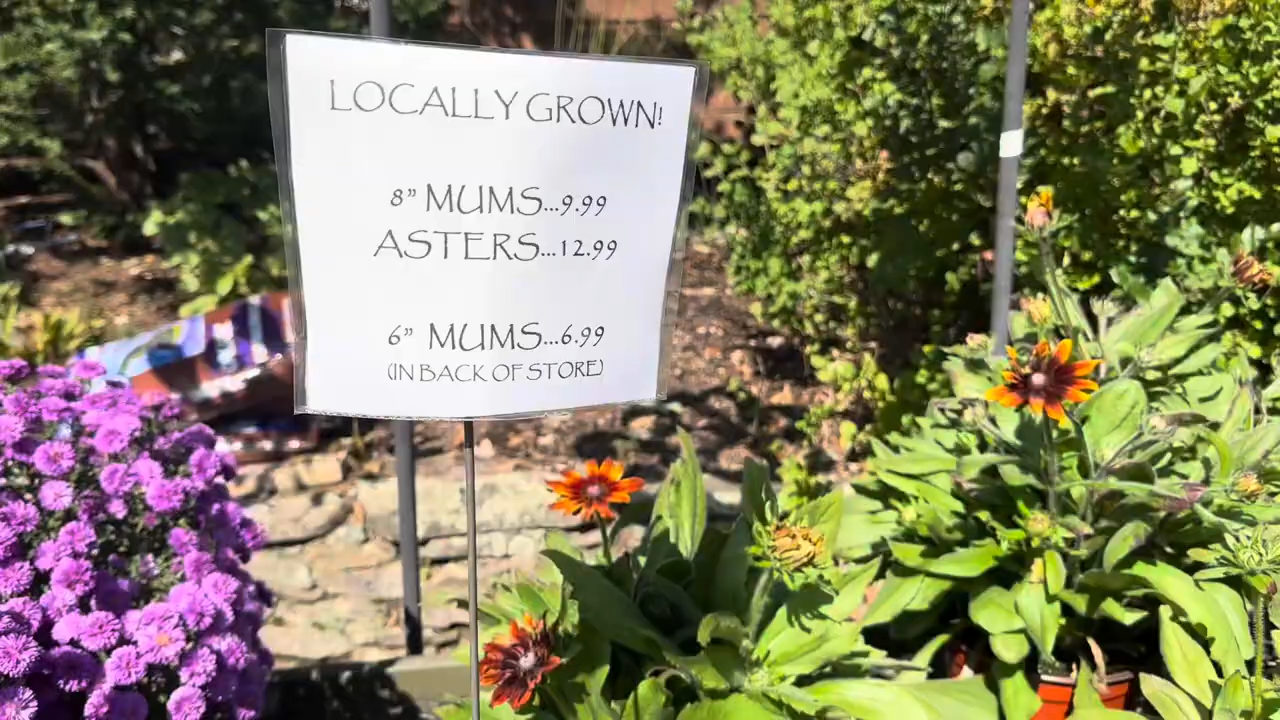 LOCALLY GROWN!
8” MUMS...9.99
ASTERS...12.99
6” MUMS...6.99
(IN BACK OF STORE)